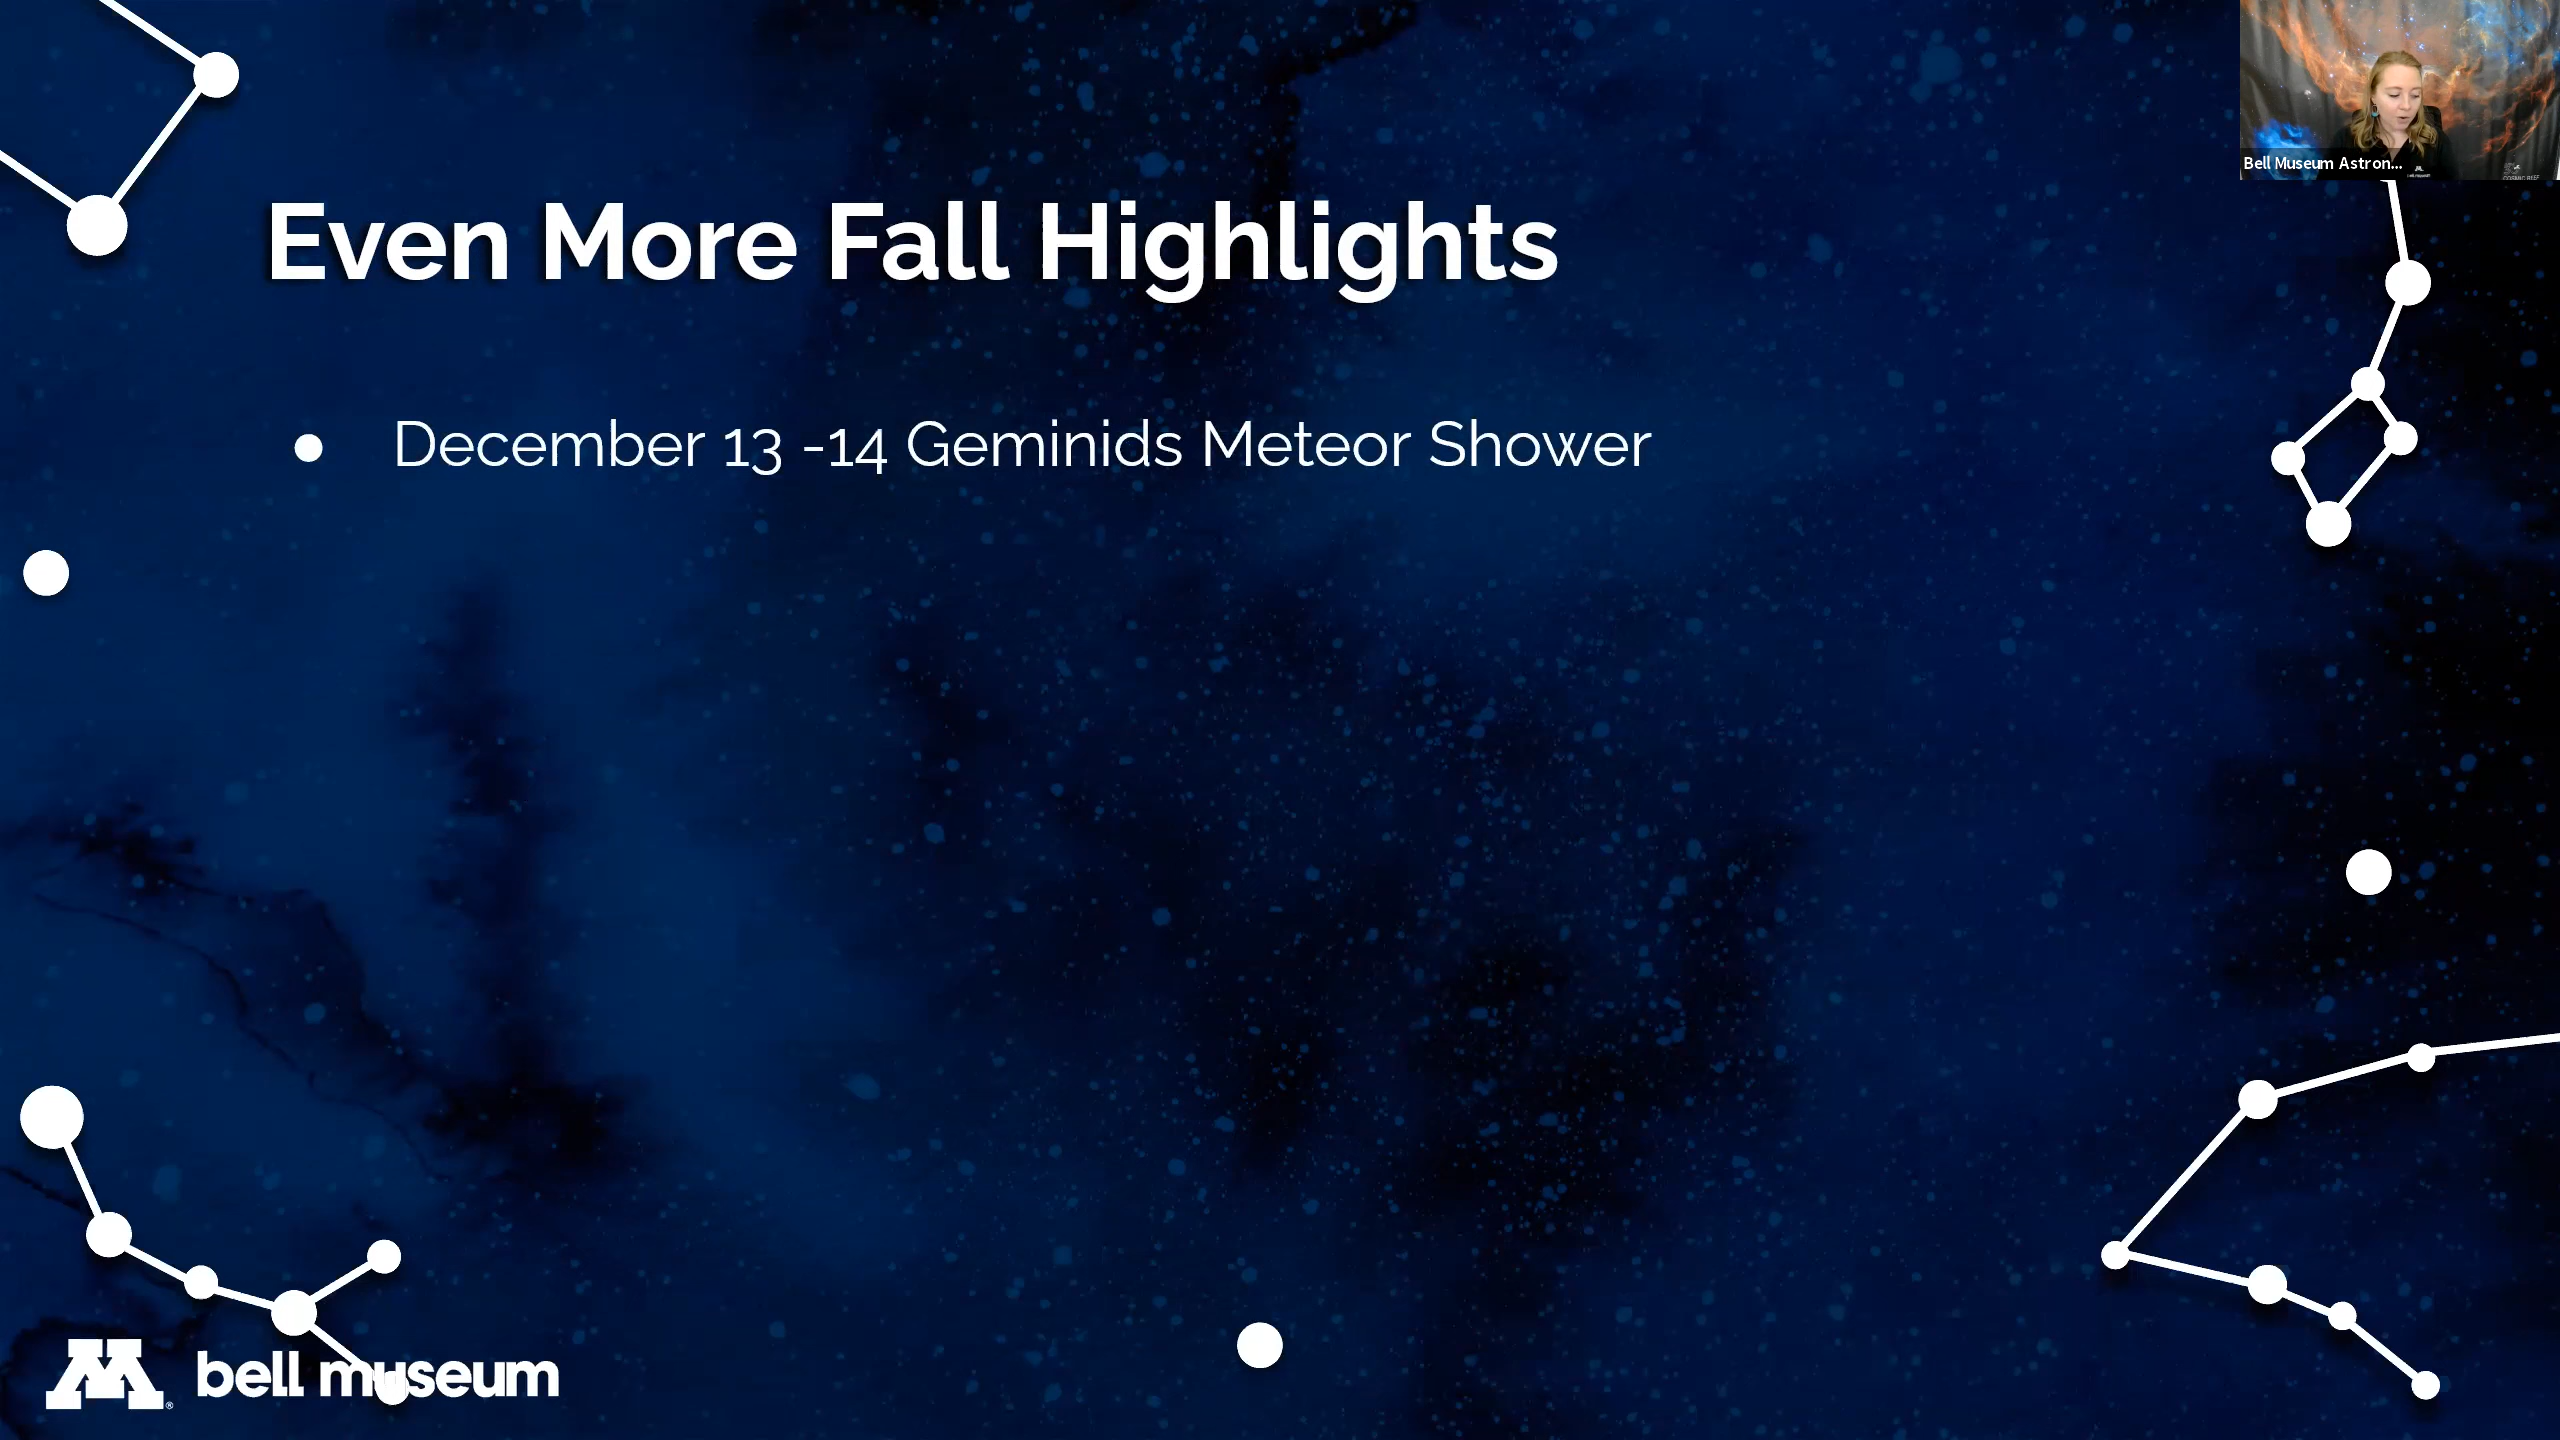 Bell Museum Astron...
Even More Fall Highlights
December 13 -14 Geminids Meteor Shower
bell museum